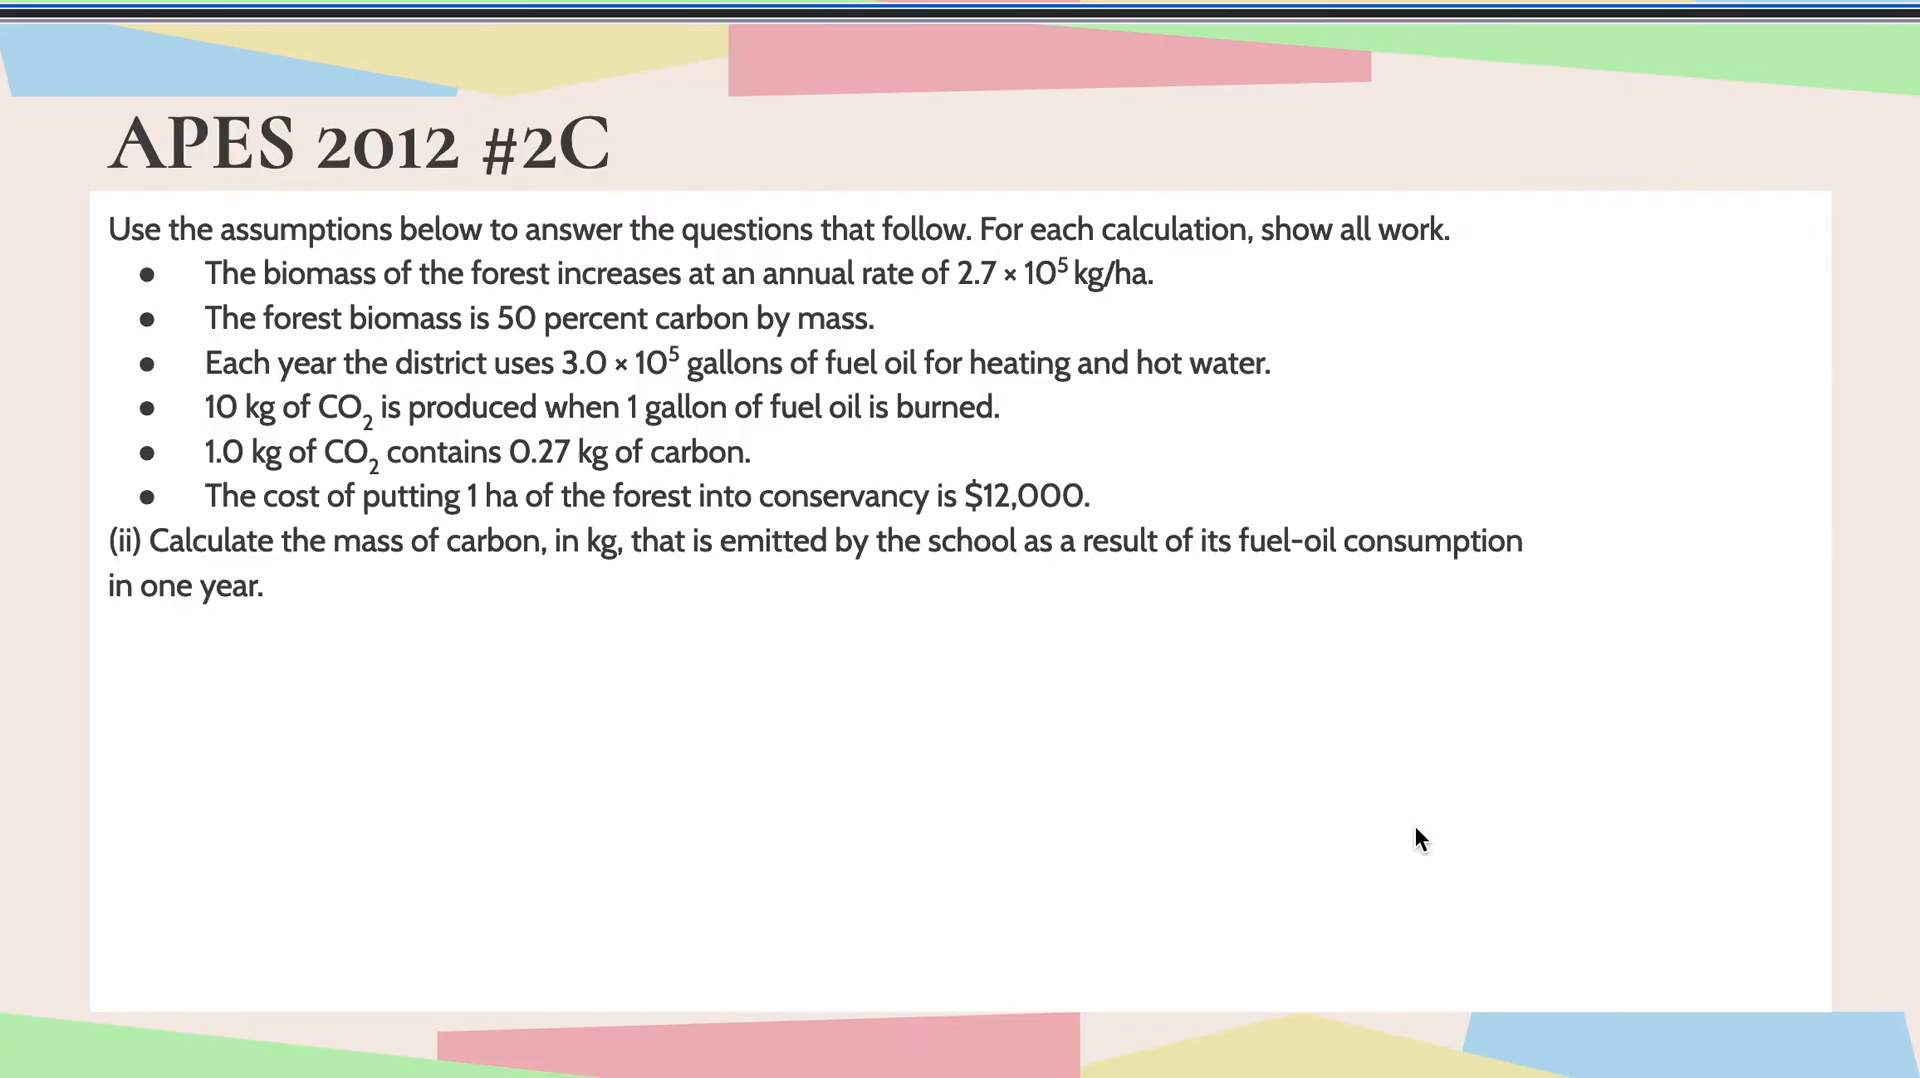 APES 2012 #2C
Use the assumptions below to answer the questions that follow. For each calculation, show all work.
● The biomass of the forest increases at an annual rate of 2.7 × 10⁵ kg/ha.
● The forest biomass is 50 percent carbon by mass.
● Each year the district uses 3.0 × 10⁵ gallons of fuel oil for heating and hot water.
● 10 kg of CO₂ is produced when 1 gallon of fuel oil is burned.
● 1.0 kg of CO₂ contains 0.27 kg of carbon.
● The cost of putting 1 ha of the forest into conservancy is $12,000.
(ii) Calculate the mass of carbon, in kg, that is emitted by the school as a result of its fuel-oil consumption
in one year.